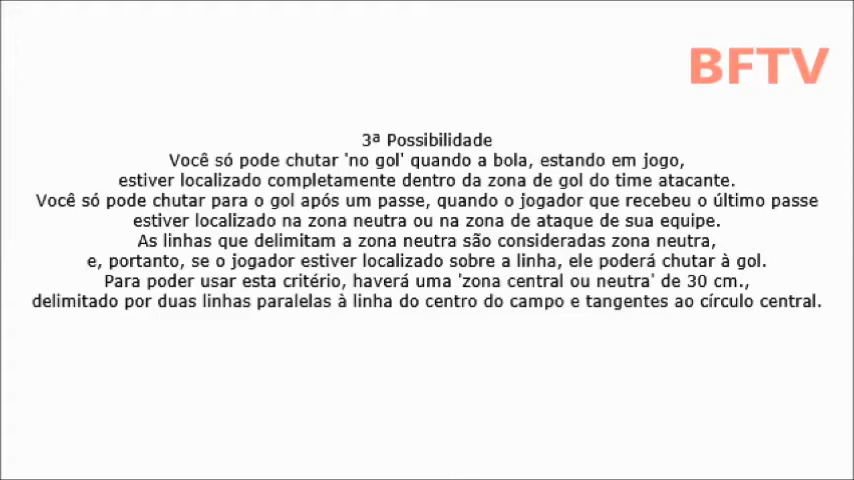 BFTV
3ª Possibilidade
Você só pode chutar 'no gol' quando a bola, estando em jogo,
estiver localizado completamente dentro da zona de gol do time atacante.
Você só pode chutar para o gol após um passe, quando o jogador que recebeu o último passe
estiver localizado na zona neutra ou na zona de ataque de sua equipe.
As linhas que delimitam a zona neutra são consideradas zona neutra,
e, portanto, se o jogador estiver localizado sobre a linha, ele poderá chutar à gol.
Para poder usar esta critério, haverá uma 'zona central ou neutra' de 30 cm.,
delimitado por duas linhas paralelas à linha do centro do campo e tangentes ao círculo central.